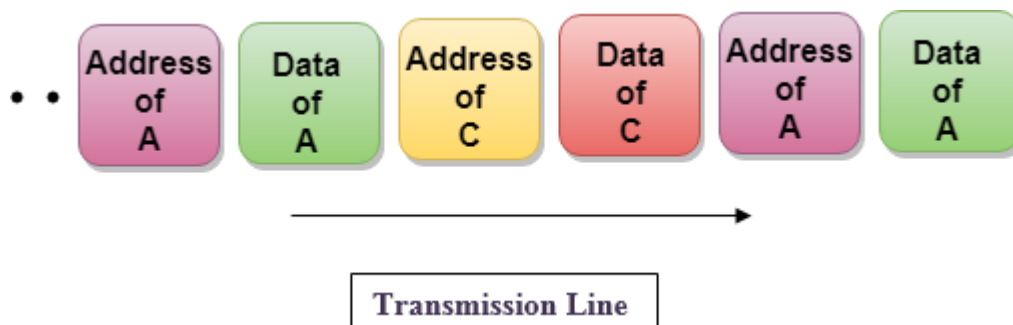 Address of A
Data of A
Address of C
Data of C
Address of A
Data of A
Transmission Line